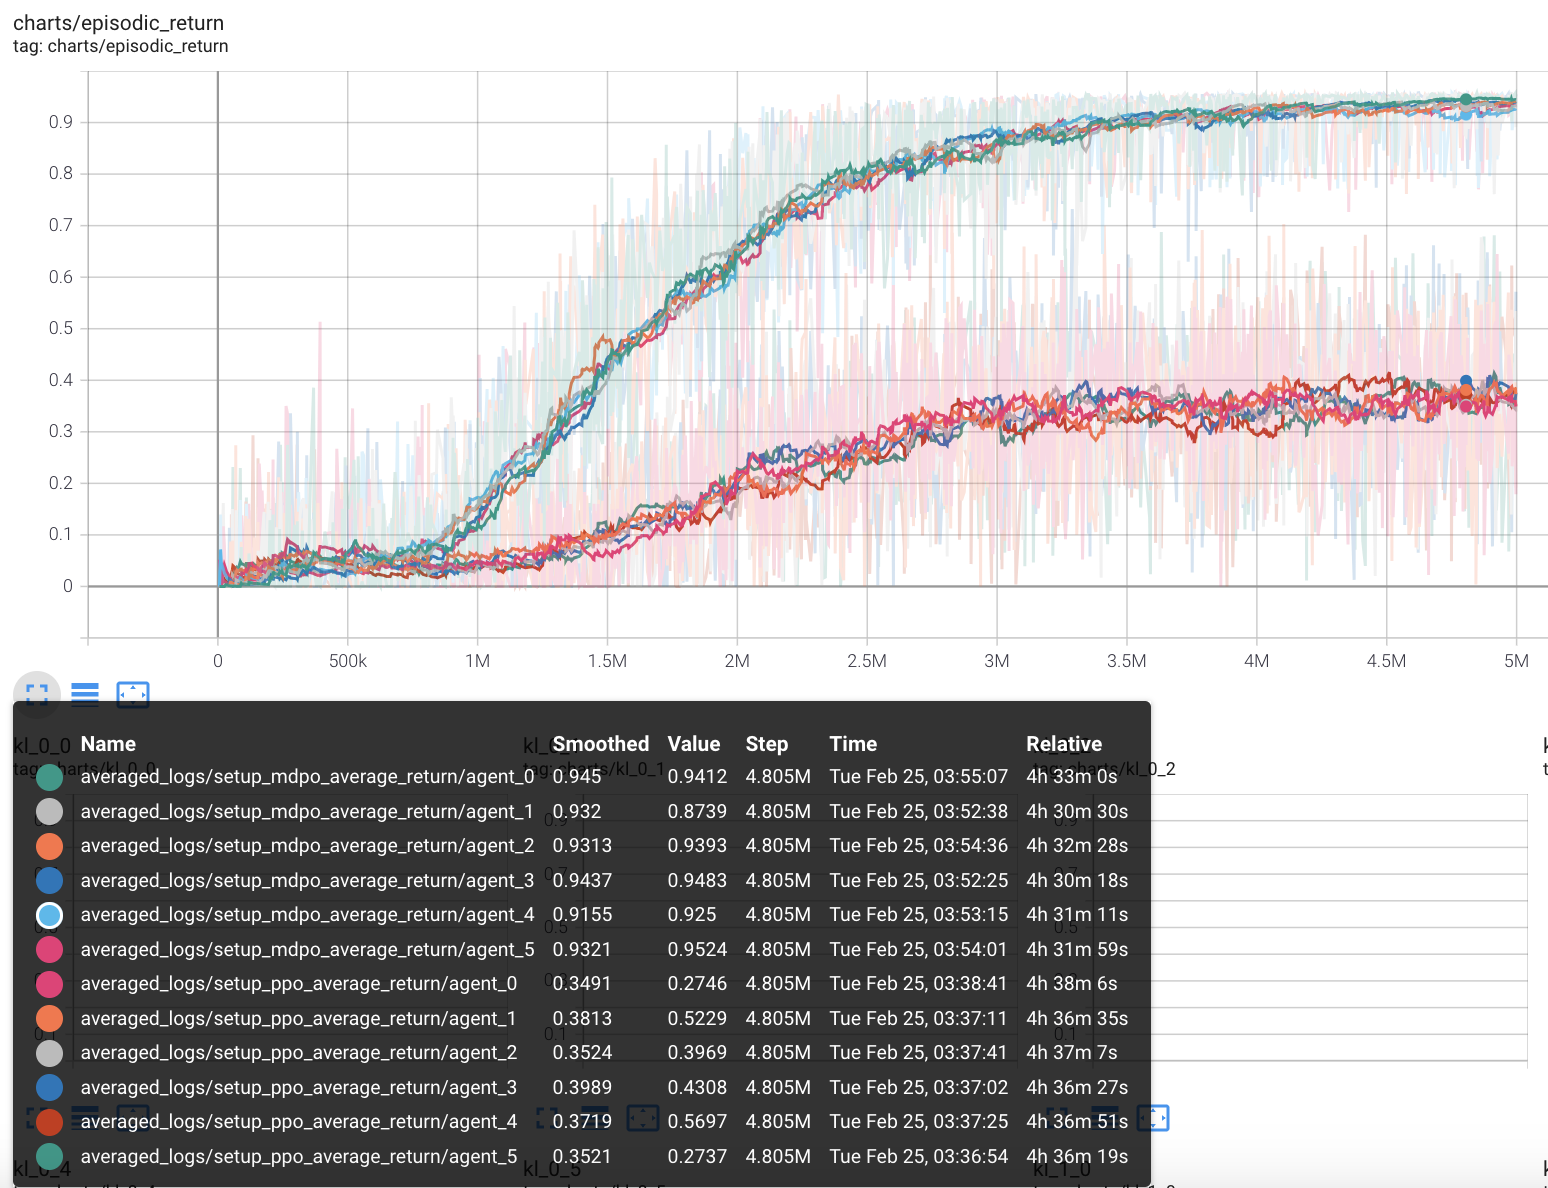 charts/episodic_return
tag: charts/episodic_return
0.9
0.8
0.7
0.6
0.5
0.4
0.3
0.2
0.1
0
0 500k 1M 1.5M 2M 2.5M 3M 3.5M 4M 4.5M 5M
Name Smoothed Value Step Time Relative
averaged_logs/setup_mdpo_average_return/agent_0 0.945 0.9412 4.805M Tue Feb 25, 03:55:07 4h 33m 0s
averaged_logs/setup_mdpo_average_return/agent_1 0.932 0.8739 4.805M Tue Feb 25, 03:52:38 4h 30m 30s
averaged_logs/setup_mdpo_average_return/agent_2 0.9313 0.9393 4.805M Tue Feb 25, 03:54:36 4h 32m 28s
averaged_logs/setup_mdpo_average_return/agent_3 0.9437 0.9483 4.805M Tue Feb 25, 03:52:25 4h 30m 18s
averaged_logs/setup_mdpo_average_return/agent_4 0.9155 0.925 4.805M Tue Feb 25, 03:53:15 4h 31m 11s
averaged_logs/setup_mdpo_average_return/agent_5 0.9321 0.9524 4.805M Tue Feb 25, 03:54:01 4h 31m 59s
averaged_logs/setup_ppo_average_return/agent_0 0.3491 0.2746 4.805M Tue Feb 25, 03:38:41 4h 38m 6s
averaged_logs/setup_ppo_average_return/agent_1 0.3813 0.5229 4.805M Tue Feb 25, 03:37:11 4h 36m 35s
averaged_logs/setup_ppo_average_return/agent_2 0.3524 0.3969 4.805M Tue Feb 25, 03:37:41 4h 37m 7s
averaged_logs/setup_ppo_average_return/agent_3 0.3989 0.4308 4.805M Tue Feb 25, 03:37:02 4h 36m 27s
averaged_logs/setup_ppo_average_return/agent_4 0.3719 0.5697 4.805M Tue Feb 25, 03:37:25 4h 36m 51s
averaged_logs/setup_ppo_average_return/agent_5 0.3521 0.2737 4.805M Tue Feb 25, 03:36:54 4h 36m 19s
kl_0_0
tag: charts/kl_0_0
tag: charts/kl_0_1
tag: charts/kl_0_2
kl_0_4 kl_0_5 kl_1_0